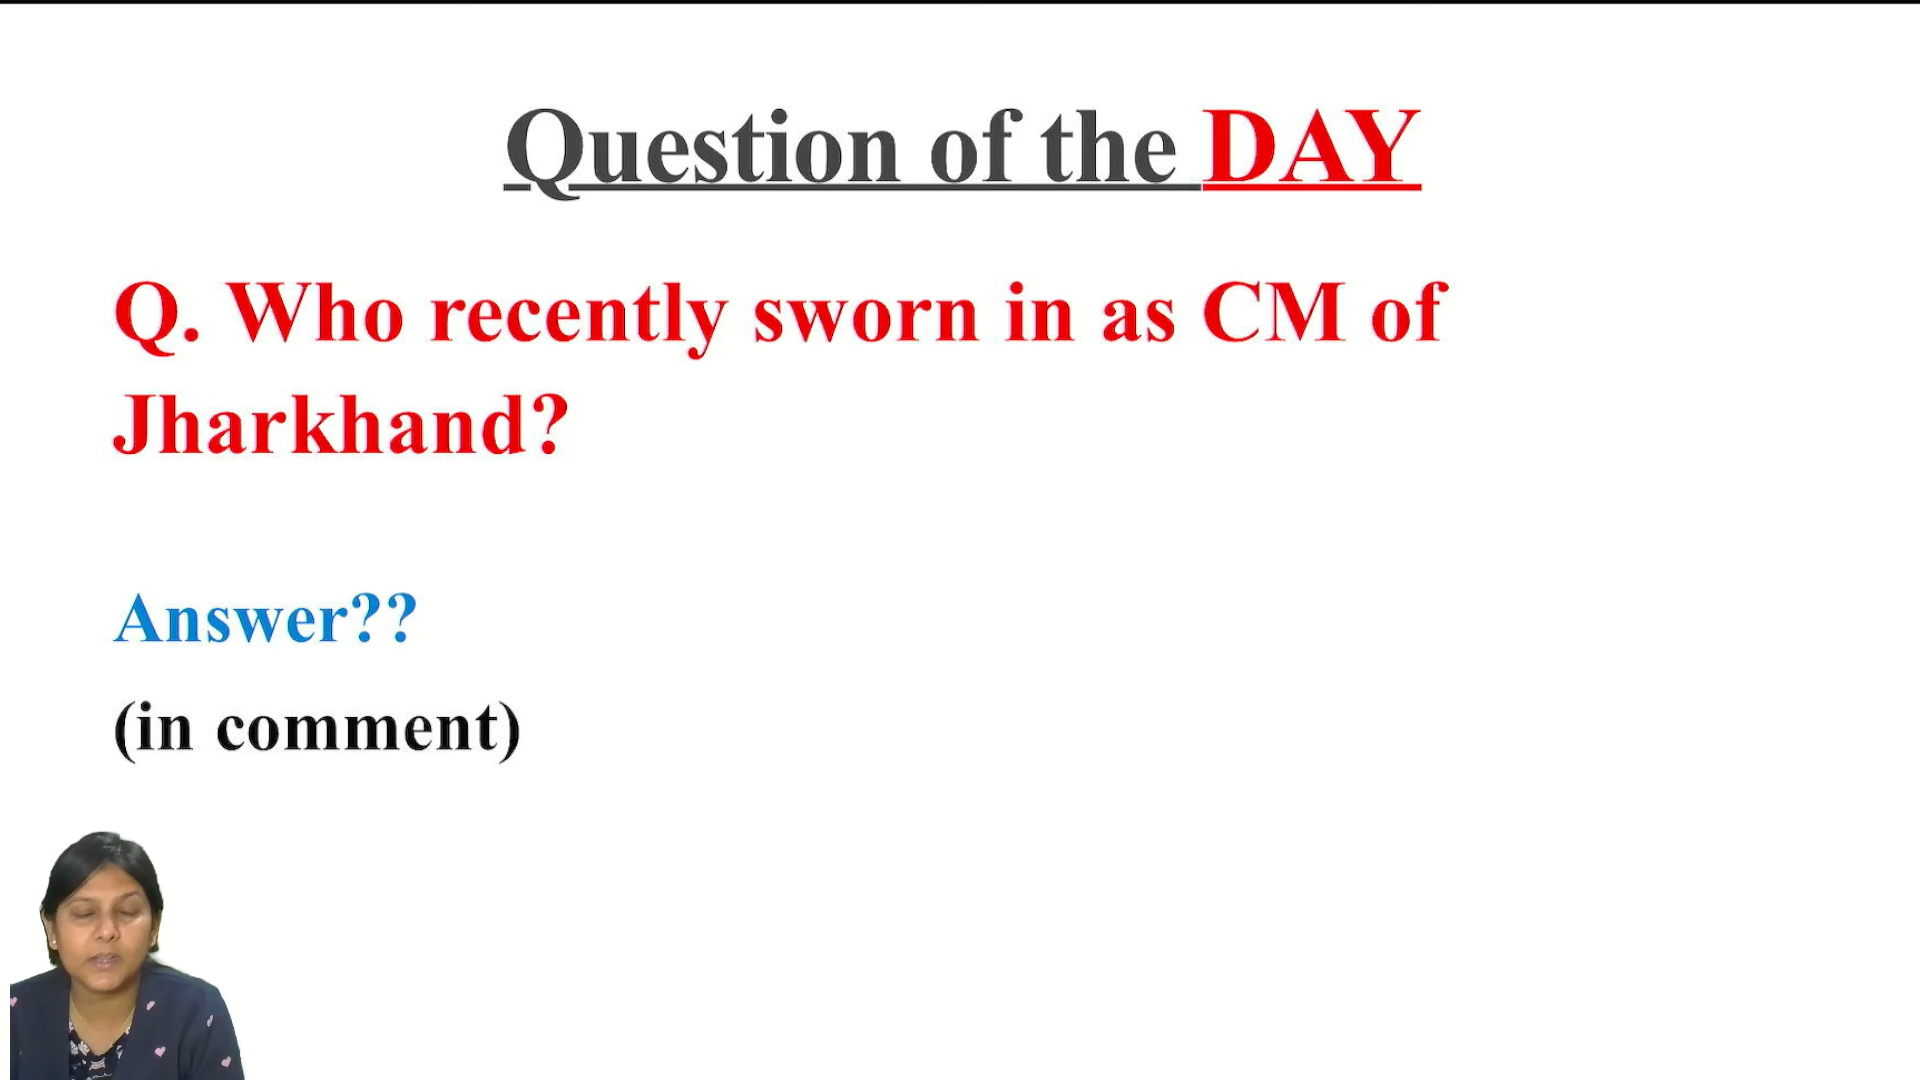 Question of the DAY
Q. Who recently sworn in as CM of
Jharkhand?
Answer??
(in comment)